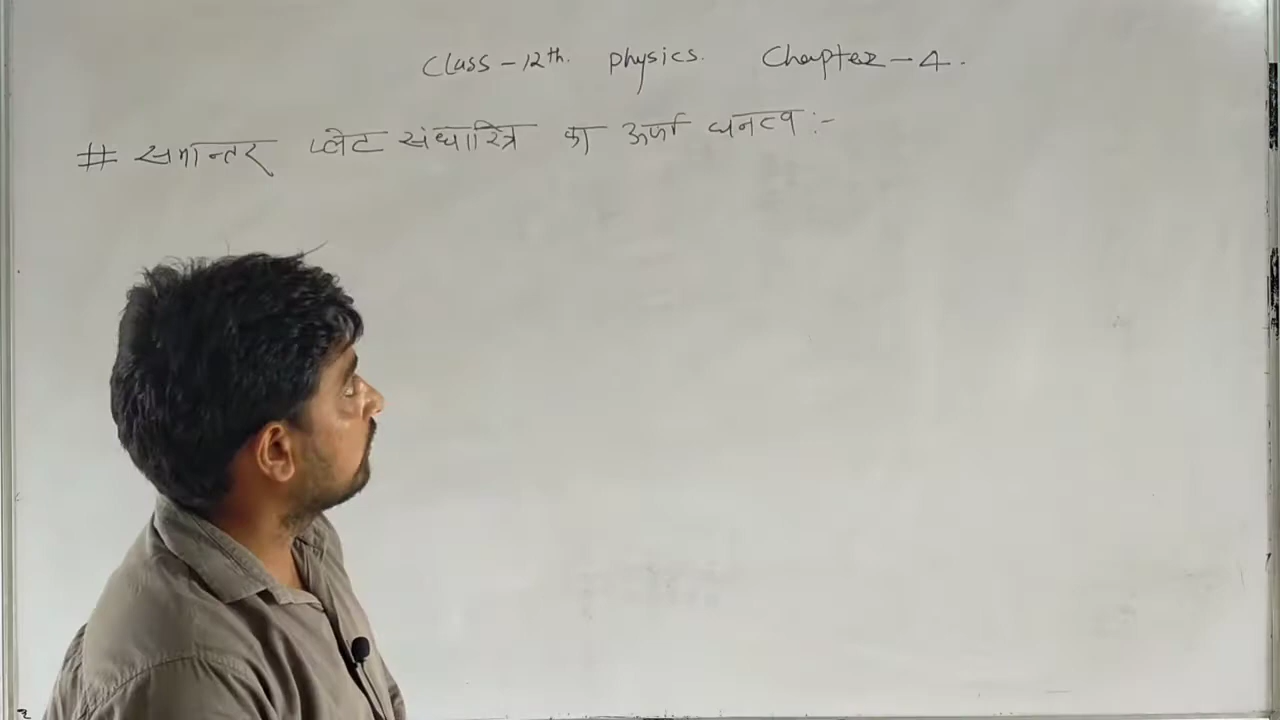 Class-12th. Physics. Chapter-4.
# समान्तर प्लेट संधारित्र का ऊर्जा घनत्व :-